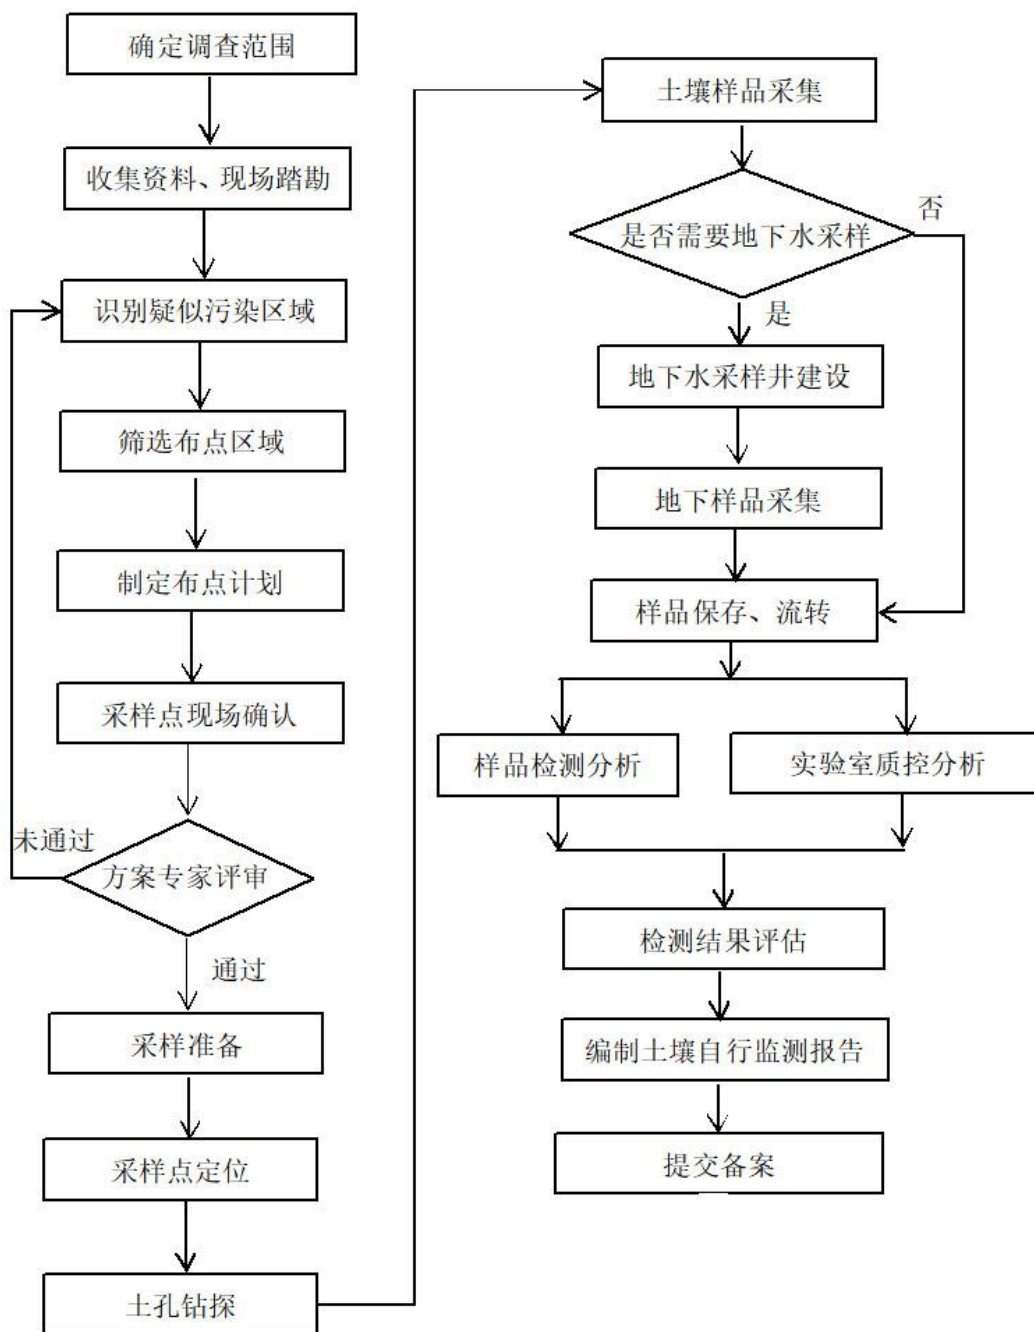 确定调查范围
收集资料、现场踏勘
识别疑似污染区域
筛选布点区域
制定布点计划
采样点现场确认
未通过
方案专家评审
通过
采样准备
采样点定位
土孔钻探
土壤样品采集
否
是否需要地下水采样
是
地下水采样井建设
地下样品采集
样品保存、流转
样品检测分析
实验室质控分析
检测结果评估
编制土壤自行监测报告
提交备案